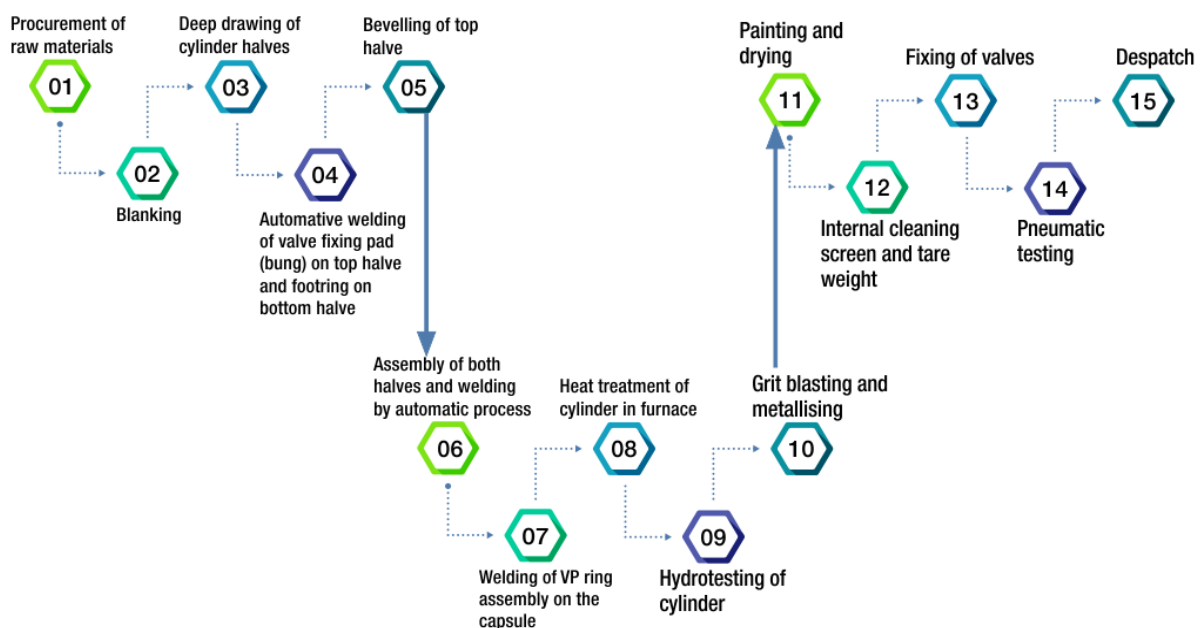 Procurement of
raw materials
01
02
Blanking
Deep drawing of
cylinder halves
03
04
Automative welding
of valve fixing pad
(bung) on top halve
and footring on
bottom halve
Bevelling of top
halve
05
Assembly of both
halves and welding
by automatic process
06
07
Welding of VP ring
assembly on the
capsule
Heat treatment of
cylinder in furnace
08
09
Hydrotesting of
cylinder
Grit blasting and
metallising
10
Painting and
drying
11
12
Internal cleaning
screen and tare
weight
Fixing of valves
13
14
Pneumatic
testing
Despatch
15